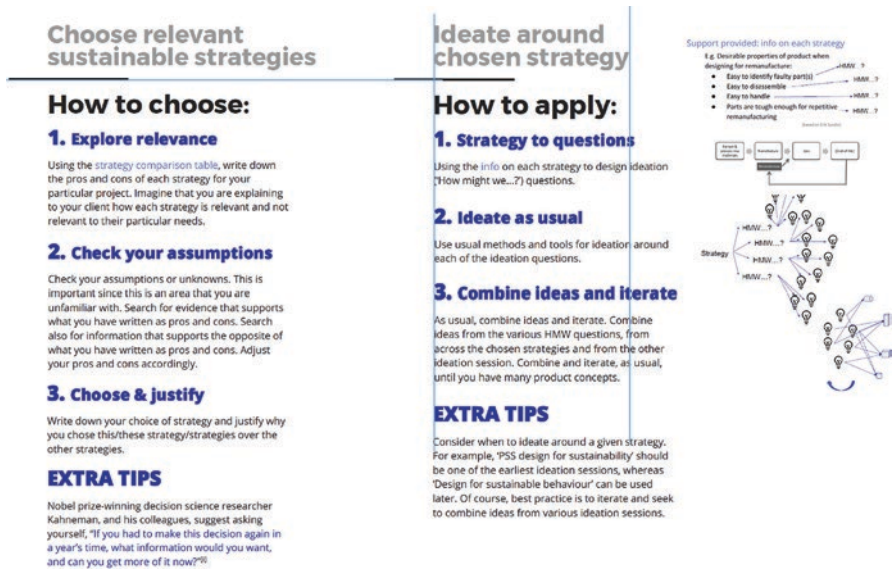 Choose relevant
sustainable strategies
How to choose:
1. Explore relevance
Using the strategy comparison table, write down
the pros and cons of each strategy for your
particular project. Imagine that you are explaining
to your client how each strategy is relevant and not
relevant to their particular needs.
2. Check your assumptions
Check your assumptions or unknowns. This is
important since this is an area that you are
unfamiliar with. Search for evidence that supports
what you have written as pros and cons. Search
also for information that supports the opposite of
what you have written as pros and cons. Adjust
your pros and cons accordingly.
3. Choose & justify
Write down your choice of strategy and justify why
you chose this/these strategy/strategies over the
other strategies.
EXTRA TIPS
Nobel prize-winning decision science researcher
Kahneman, and his colleagues, suggest asking
yourself, "If you had to make this decision again in
a year's time, what information would you want,
and can you get more of it now?"
Ideate around
chosen strategy
How to apply:
1. Strategy to questions
Using the info on each strategy to design ideation
('How might we...?') questions.
2. Ideate as usual
Use usual methods and tools for ideation around
each of the ideation questions.
3. Combine ideas and iterate
As usual, combine ideas and iterate. Combine
ideas from the various HMW questions, from
across the chosen strategies and from the other
ideation session. Combine and iterate, as usual,
until you have many product concepts.
EXTRA TIPS
Consider when to ideate around a given strategy.
For example, 'PSS design for sustainability' should
be one of the earliest ideation sessions, whereas
'Design for sustainable behaviour' can be used
later. Of course, best practice is to iterate and seek
to combine ideas from various ideation sessions.
Support provided: info on each strategy
E.g. Desirable properties of product when
designing for remanufacture:
HMW...?
• Easy to identify faulty part(s)
HMW...?
• Easy to disassemble
• Easy to handle
HMW...?
• Parts are tough enough for repetitive
remanufacturing
HMW...?
Strategy
HMW...?
HMW...?
HMW...?
HMW...?